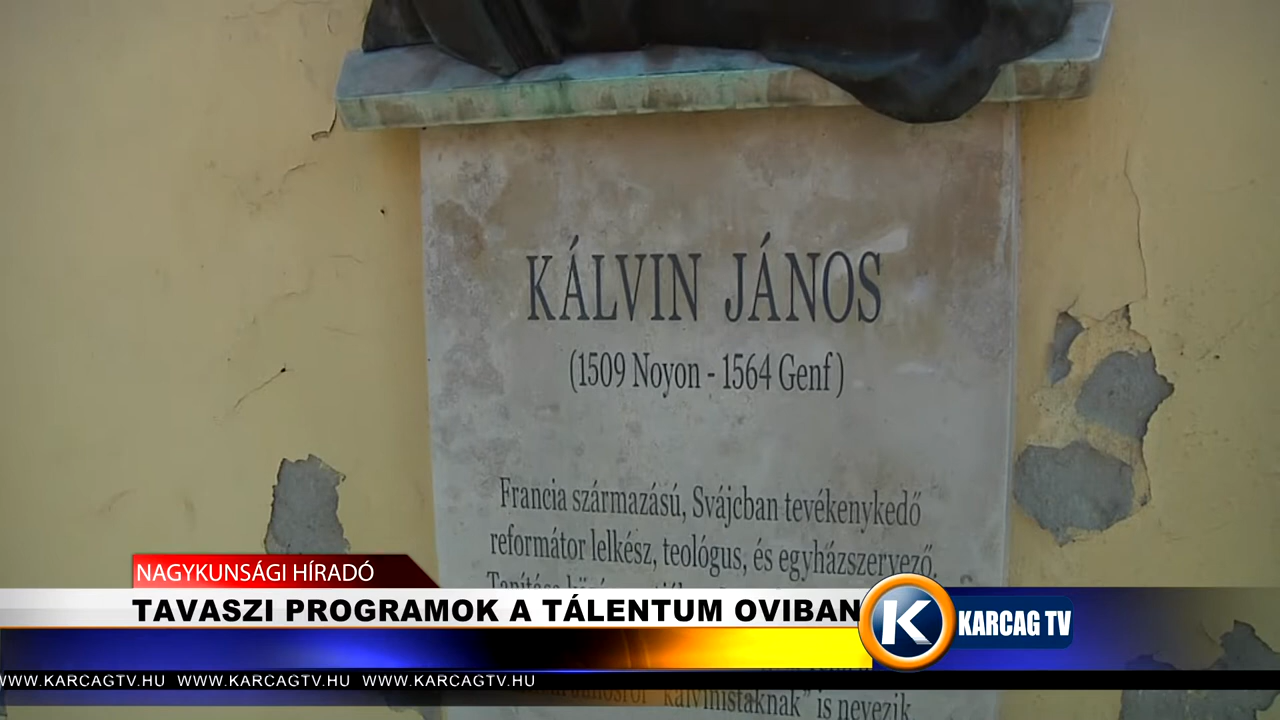 KÁLVIN JÁNOS
(1509 Noyon - 1564 Genf)
Francia származású, Svájcban tevékenykedő
reformátor lelkész, teológus, és egyházszervező.
NAGYKUNSÁGI HÍRADÓ
TAVASZI PROGRAMOK A TÁLENTUM OVIBAN
K KARCAG TV
WWW.KARCAGTV.HU WWW.KARCAGTV.HU WWW.KARCAGTV.HU
"kálvinistáknak" is nevezik.